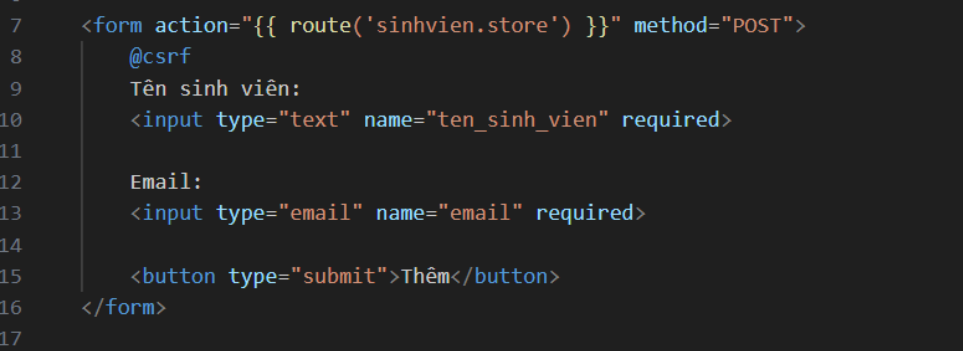 7 <form action="{{ route('sinhvien.store') }}" method="POST">
8 @csrf
9 Tên sinh viên:
10 <input type="text" name="ten_sinh_vien" required>
11
12 Email:
13 <input type="email" name="email" required>
14
15 <button type="submit">Thêm</button>
16 </form>
17